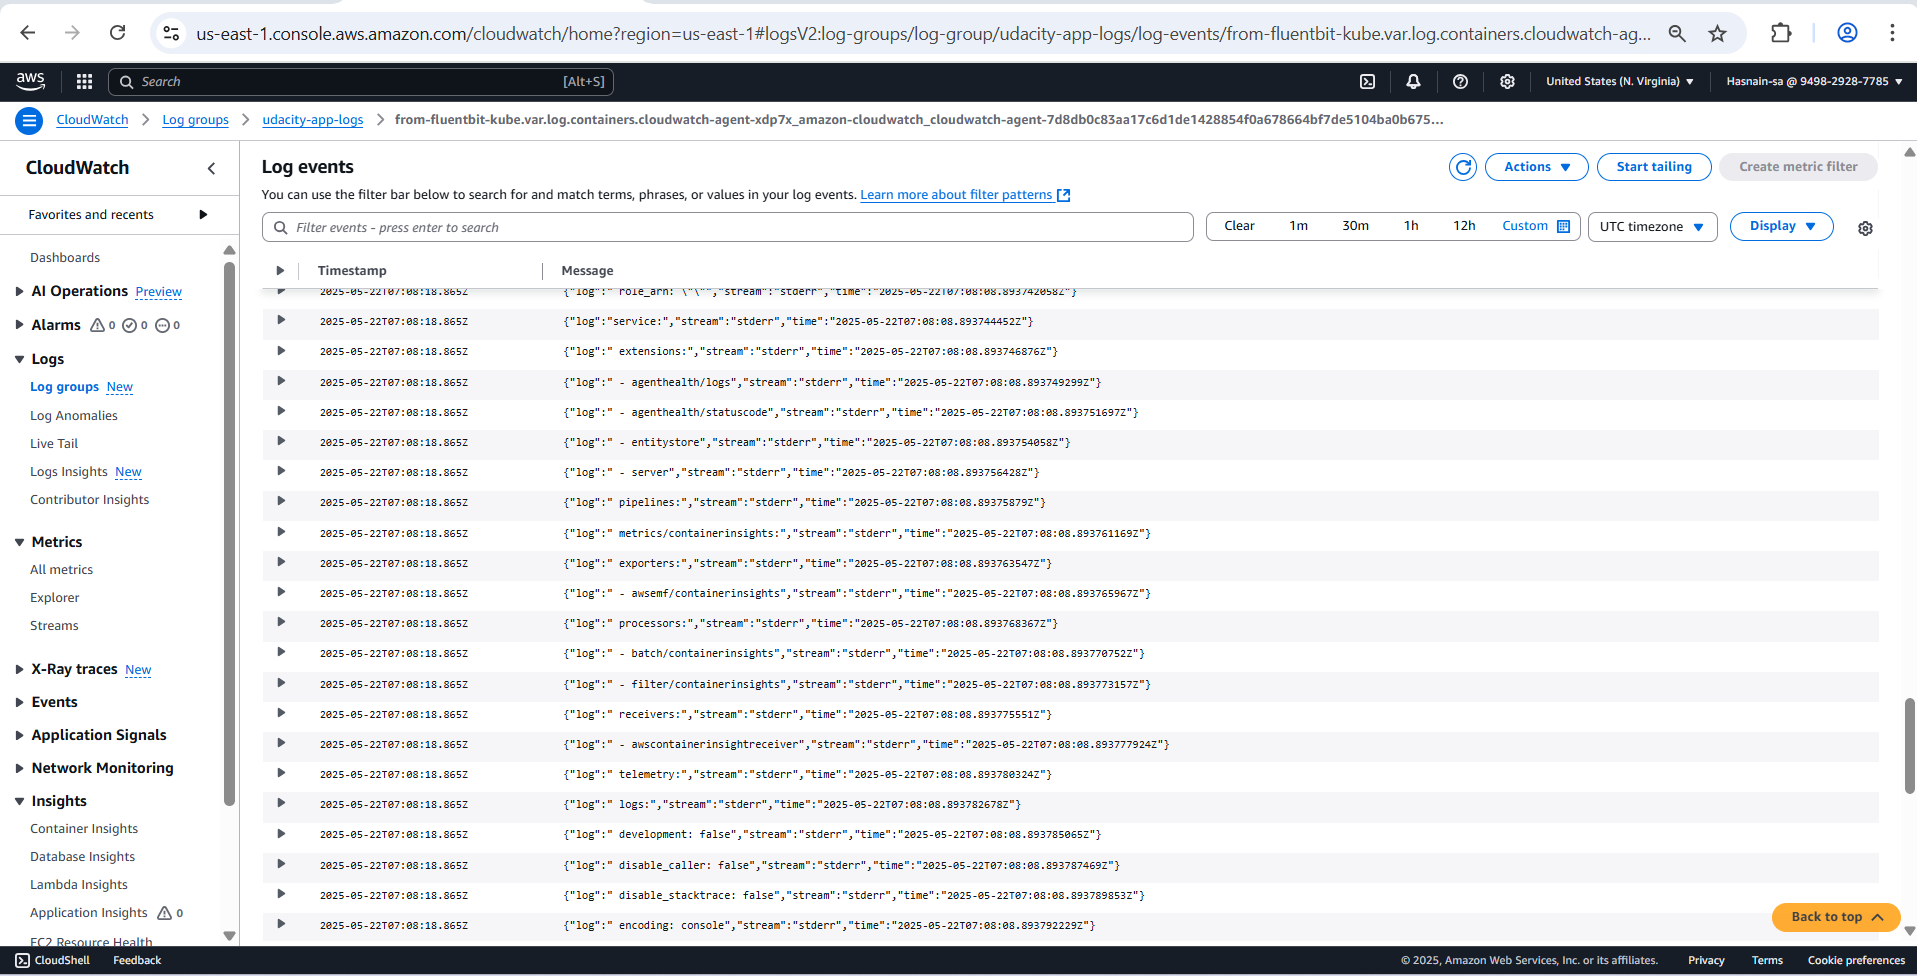 us-east-1.console.aws.amazon.com/cloudwatch/home?region=us-east-1#logsV2:log-groups/log-group/udacity-app-logs/log-events/from-fluentbit-kube.var.log.containers.cloudwatch-ag...
aws Search [Alt+S] United States (N. Virginia) Hasnain-sa @ 9498-2928-7785
CloudWatch Log groups udacity-app-logs from-fluentbit-kube.var.log.containers.cloudwatch-agent-xdp7x_amazon-cloudwatch_cloudwatch-agent-7d8db0c83aa17c6d1de1428854f0a678664bf7de5104ba0b675...
CloudWatch
Favorites and recents
Dashboards
AI Operations Preview
Alarms 0 0 0
Logs
Log groups New
Log Anomalies
Live Tail
Logs Insights New
Contributor Insights
Metrics
All metrics
Explorer
Streams
X-Ray traces New
Events
Application Signals
Network Monitoring
Insights
Container Insights
Database Insights
Lambda Insights
Application Insights 0
EC2 Resource Health
Log events
Actions Start tailing Create metric filter
You can use the filter bar below to search for and match terms, phrases, or values in your log events. Learn more about filter patterns
Filter events - press enter to search Clear 1m 30m 1h 12h Custom UTC timezone Display
Timestamp Message
2025-05-22T07:08:18.865Z {"log":" role_arn: \"\"","stream":"stderr","time":"2025-05-22T07:08:08.893742058Z"}
2025-05-22T07:08:18.865Z {"log":"service:","stream":"stderr","time":"2025-05-22T07:08:08.893744452Z"}
2025-05-22T07:08:18.865Z {"log":" extensions:","stream":"stderr","time":"2025-05-22T07:08:08.893746876Z"}
2025-05-22T07:08:18.865Z {"log":" - agenthealth/logs","stream":"stderr","time":"2025-05-22T07:08:08.893749299Z"}
2025-05-22T07:08:18.865Z {"log":" - agenthealth/statuscode","stream":"stderr","time":"2025-05-22T07:08:08.893751697Z"}
2025-05-22T07:08:18.865Z {"log":" - entitystore","stream":"stderr","time":"2025-05-22T07:08:08.893754058Z"}
2025-05-22T07:08:18.865Z {"log":" - server","stream":"stderr","time":"2025-05-22T07:08:08.893756428Z"}
2025-05-22T07:08:18.865Z {"log":" pipelines:","stream":"stderr","time":"2025-05-22T07:08:08.89375879Z"}
2025-05-22T07:08:18.865Z {"log":" metrics/containerinsights:","stream":"stderr","time":"2025-05-22T07:08:08.893761169Z"}
2025-05-22T07:08:18.865Z {"log":" exporters:","stream":"stderr","time":"2025-05-22T07:08:08.893763547Z"}
2025-05-22T07:08:18.865Z {"log":" - awsemf/containerinsights","stream":"stderr","time":"2025-05-22T07:08:08.893765967Z"}
2025-05-22T07:08:18.865Z {"log":" processors:","stream":"stderr","time":"2025-05-22T07:08:08.893768367Z"}
2025-05-22T07:08:18.865Z {"log":" - batch/containerinsights","stream":"stderr","time":"2025-05-22T07:08:08.893770752Z"}
2025-05-22T07:08:18.865Z {"log":" - filter/containerinsights","stream":"stderr","time":"2025-05-22T07:08:08.893773157Z"}
2025-05-22T07:08:18.865Z {"log":" receivers:","stream":"stderr","time":"2025-05-22T07:08:08.893775551Z"}
2025-05-22T07:08:18.865Z {"log":" - awscontainerinsightreceiver","stream":"stderr","time":"2025-05-22T07:08:08.893777924Z"}
2025-05-22T07:08:18.865Z {"log":" telemetry:","stream":"stderr","time":"2025-05-22T07:08:08.893780324Z"}
2025-05-22T07:08:18.865Z {"log":" logs:","stream":"stderr","time":"2025-05-22T07:08:08.893782678Z"}
2025-05-22T07:08:18.865Z {"log":" development: false","stream":"stderr","time":"2025-05-22T07:08:08.893785065Z"}
2025-05-22T07:08:18.865Z {"log":" disable_caller: false","stream":"stderr","time":"2025-05-22T07:08:08.893787469Z"}
2025-05-22T07:08:18.865Z {"log":" disable_stacktrace: false","stream":"stderr","time":"2025-05-22T07:08:08.893789853Z"}
2025-05-22T07:08:18.865Z {"log":" encoding: console","stream":"stderr","time":"2025-05-22T07:08:08.893792229Z"}
Back to top
CloudShell Feedback © 2025, Amazon Web Services, Inc. or its affiliates. Privacy Terms Cookie preferences